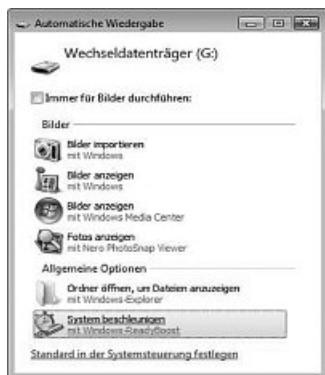 Automatische Wiedergabe
Wechseldatenträger (G:)
Immer für Bilder durchführen:
Bilder
Bilder importieren
mit Windows
Bilder anzeigen
mit Windows
Bilder anzeigen
mit Windows Media Center
Fotos anzeigen
mit Nero PhotoSnap Viewer
Allgemeine Optionen
Ordner öffnen, um Dateien anzuzeigen
mit Windows-Explorer
System beschleunigen
mit Windows-ReadyBoost
Standard in der Systemsteuerung festlegen